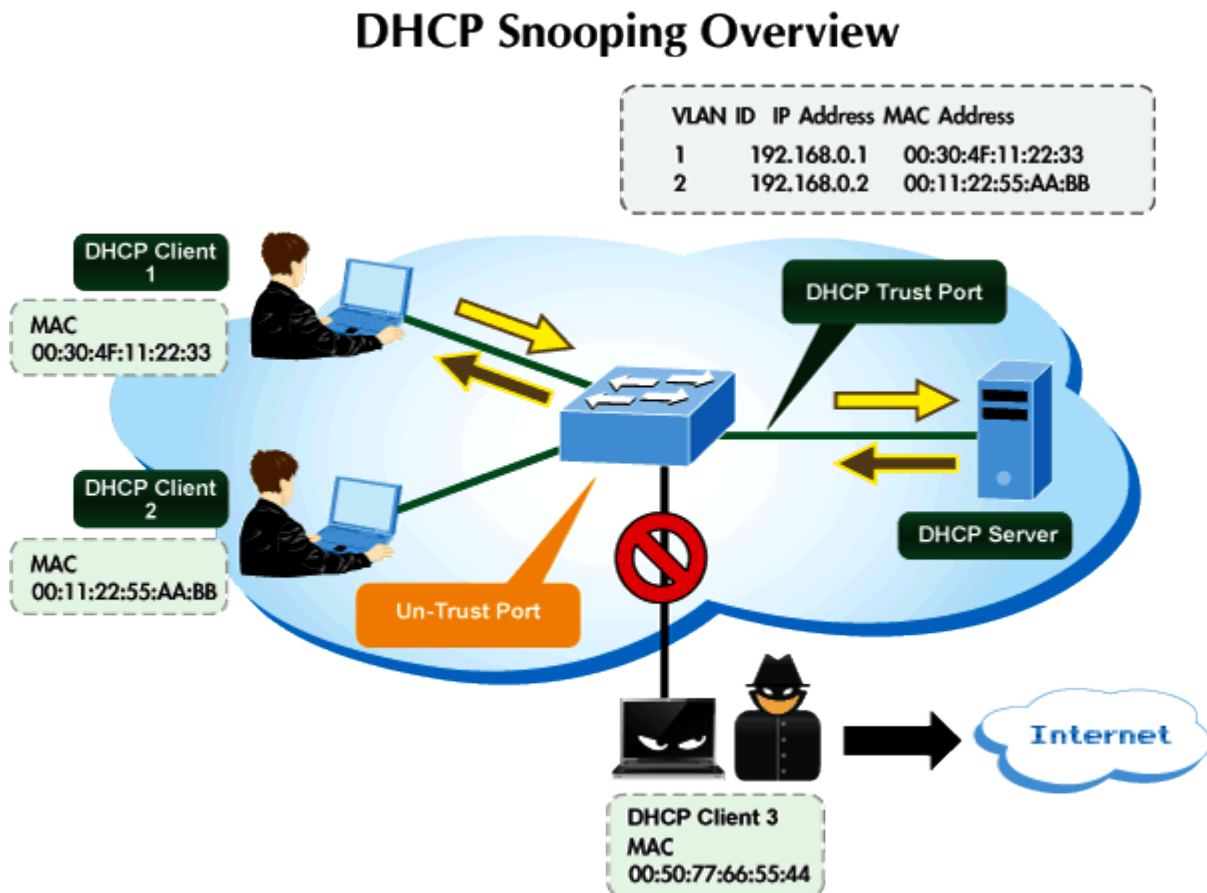 DHCP Snooping Overview
VLAN ID IP Address MAC Address
1 192.168.0.1 00:30:4F:11:22:33
2 192.168.0.2 00:11:22:55:AA:BB
DHCP Client
1
MAC
00:30:4F:11:22:33
DHCP Trust Port
DHCP Client
2
MAC
00:11:22:55:AA:BB
Un-Trust Port
DHCP Server
Internet
DHCP Client 3
MAC
00:50:77:66:55:44